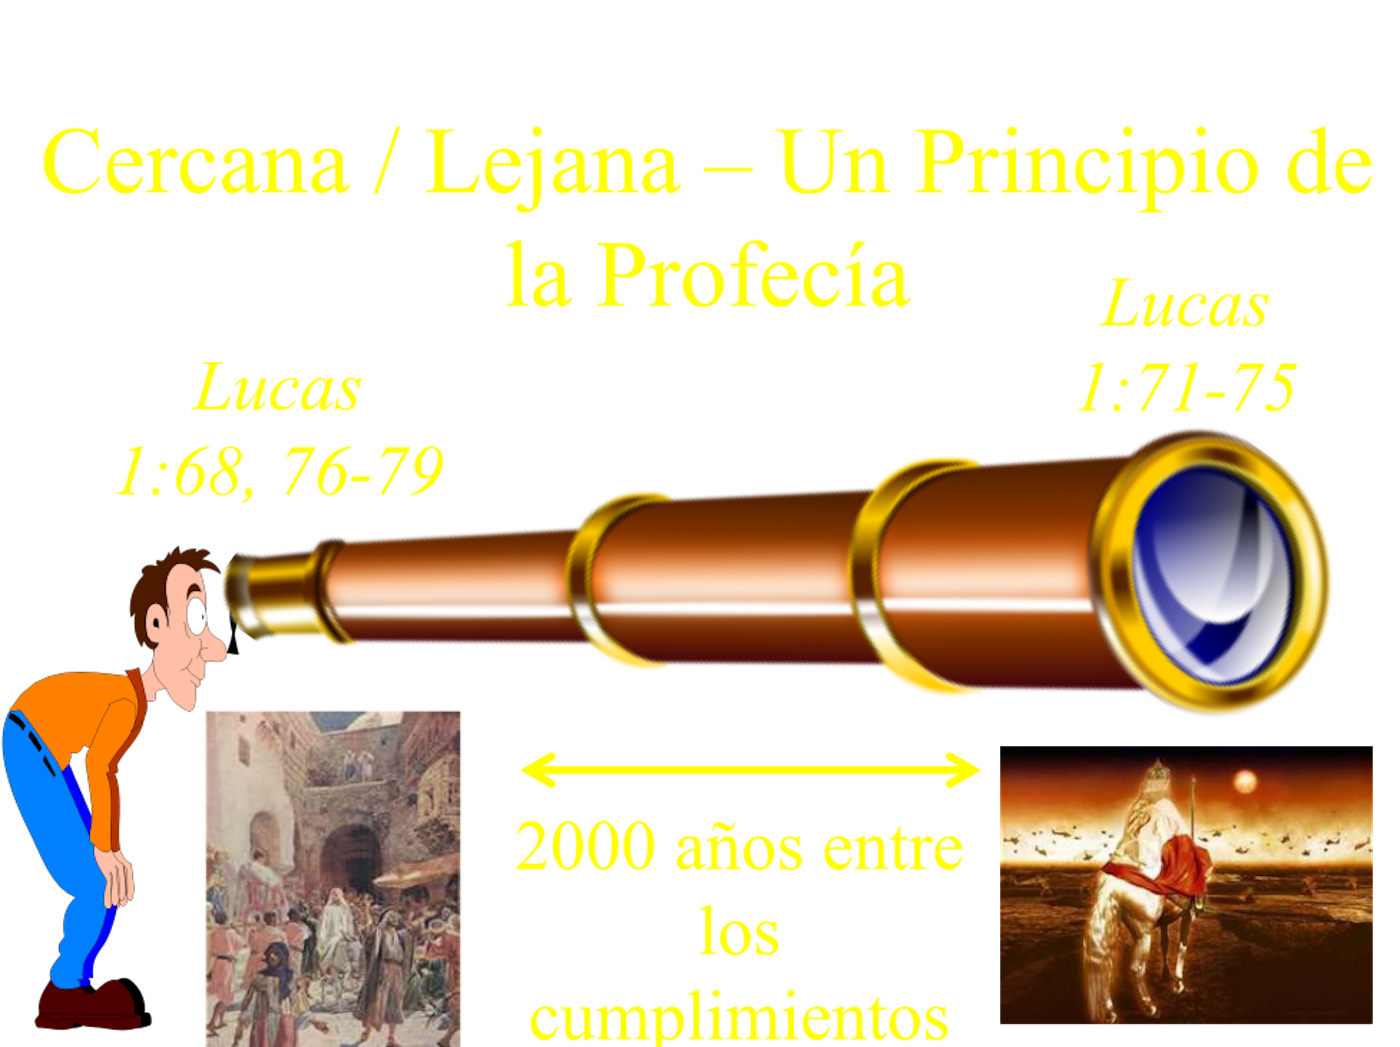 Cercana / Lejana – Un Principio de
la Profecía
Lucas
1:71-75
Lucas
1:68, 76-79
2000 años entre
los
cumplimientos